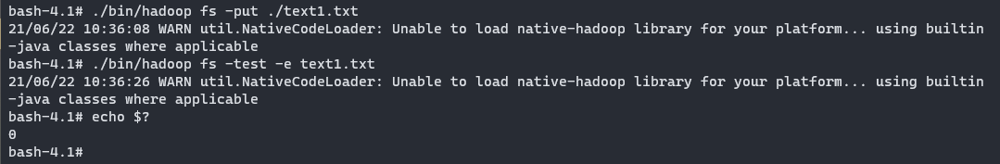 bash-4.1# ./bin/hadoop fs -put ./text1.txt
21/06/22 10:36:08 WARN util.NativeCodeLoader: Unable to load native-hadoop library for your platform... using builtin
-java classes where applicable
bash-4.1# ./bin/hadoop fs -test -e text1.txt
21/06/22 10:36:26 WARN util.NativeCodeLoader: Unable to load native-hadoop library for your platform... using builtin
-java classes where applicable
bash-4.1# echo $?
0
bash-4.1#